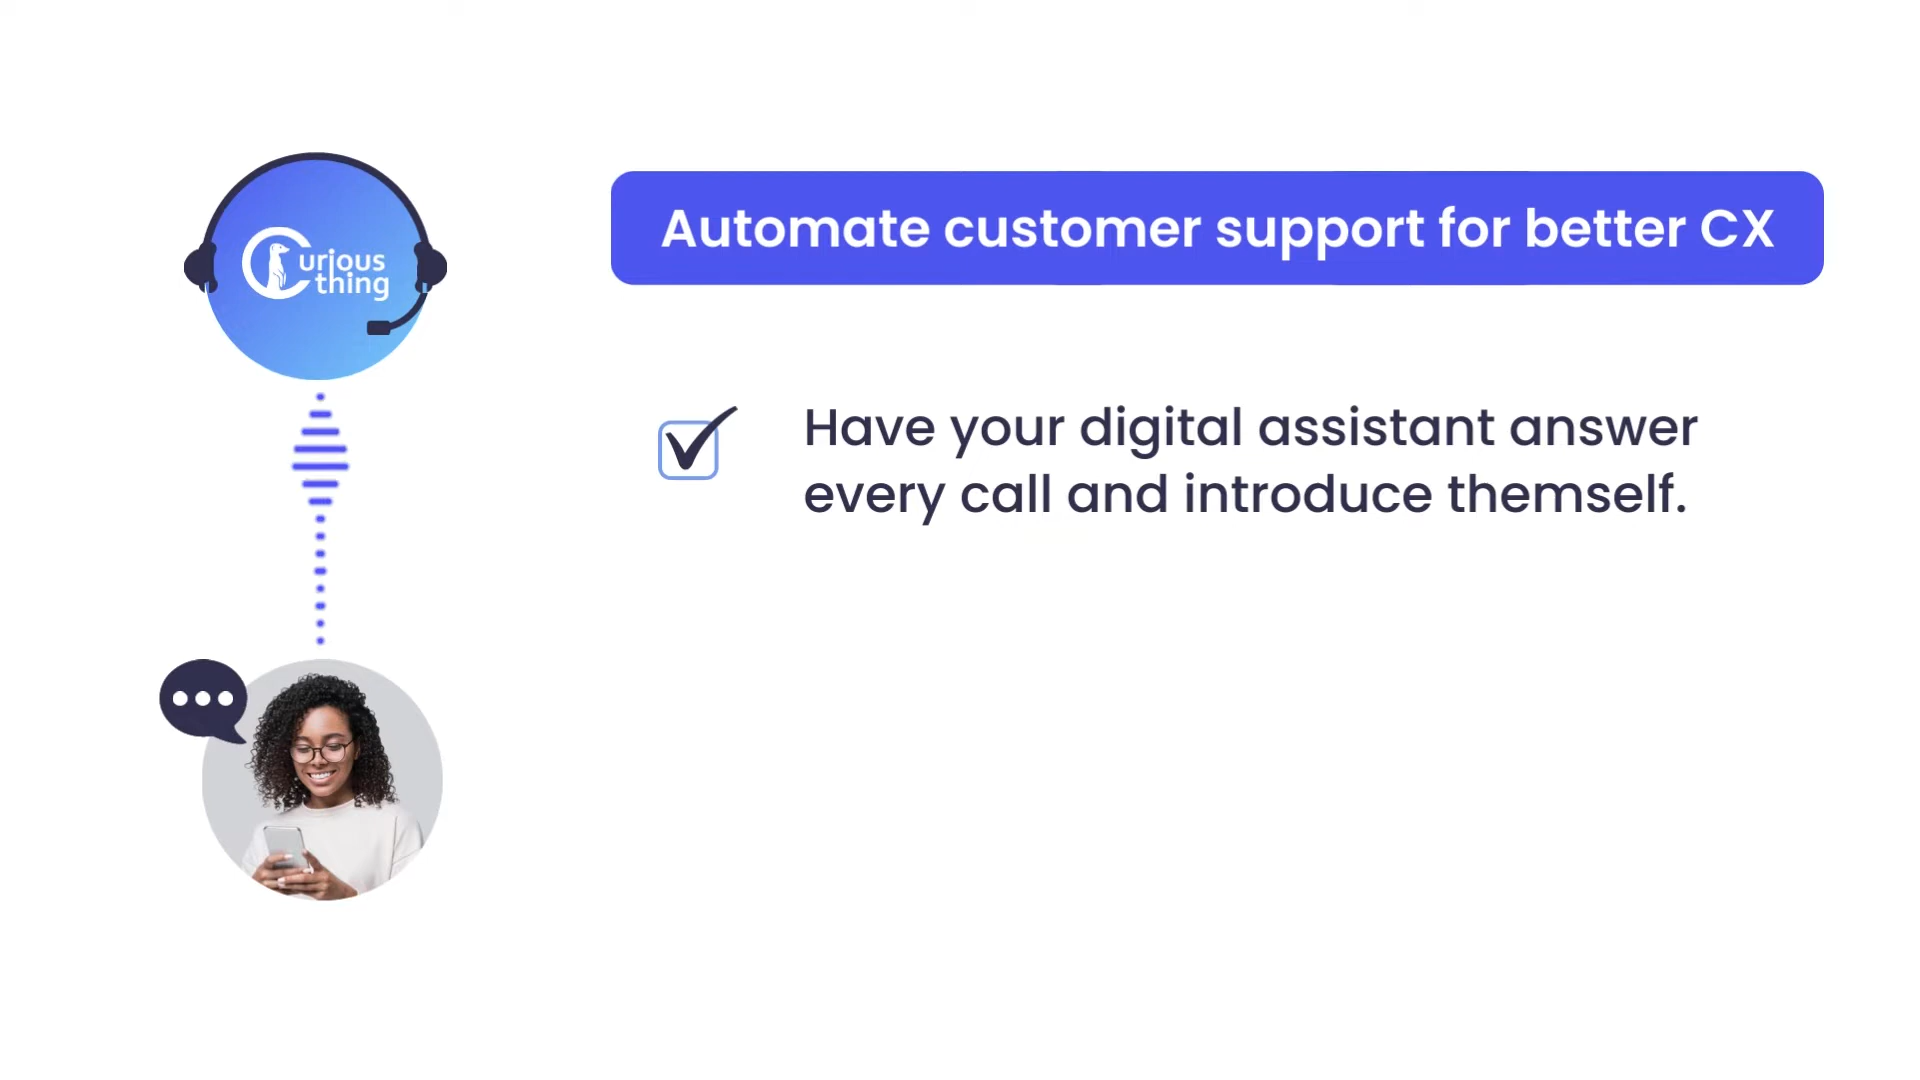 Curious
thing
Automate customer support for better CX
Have your digital assistant answer
every call and introduce themself.